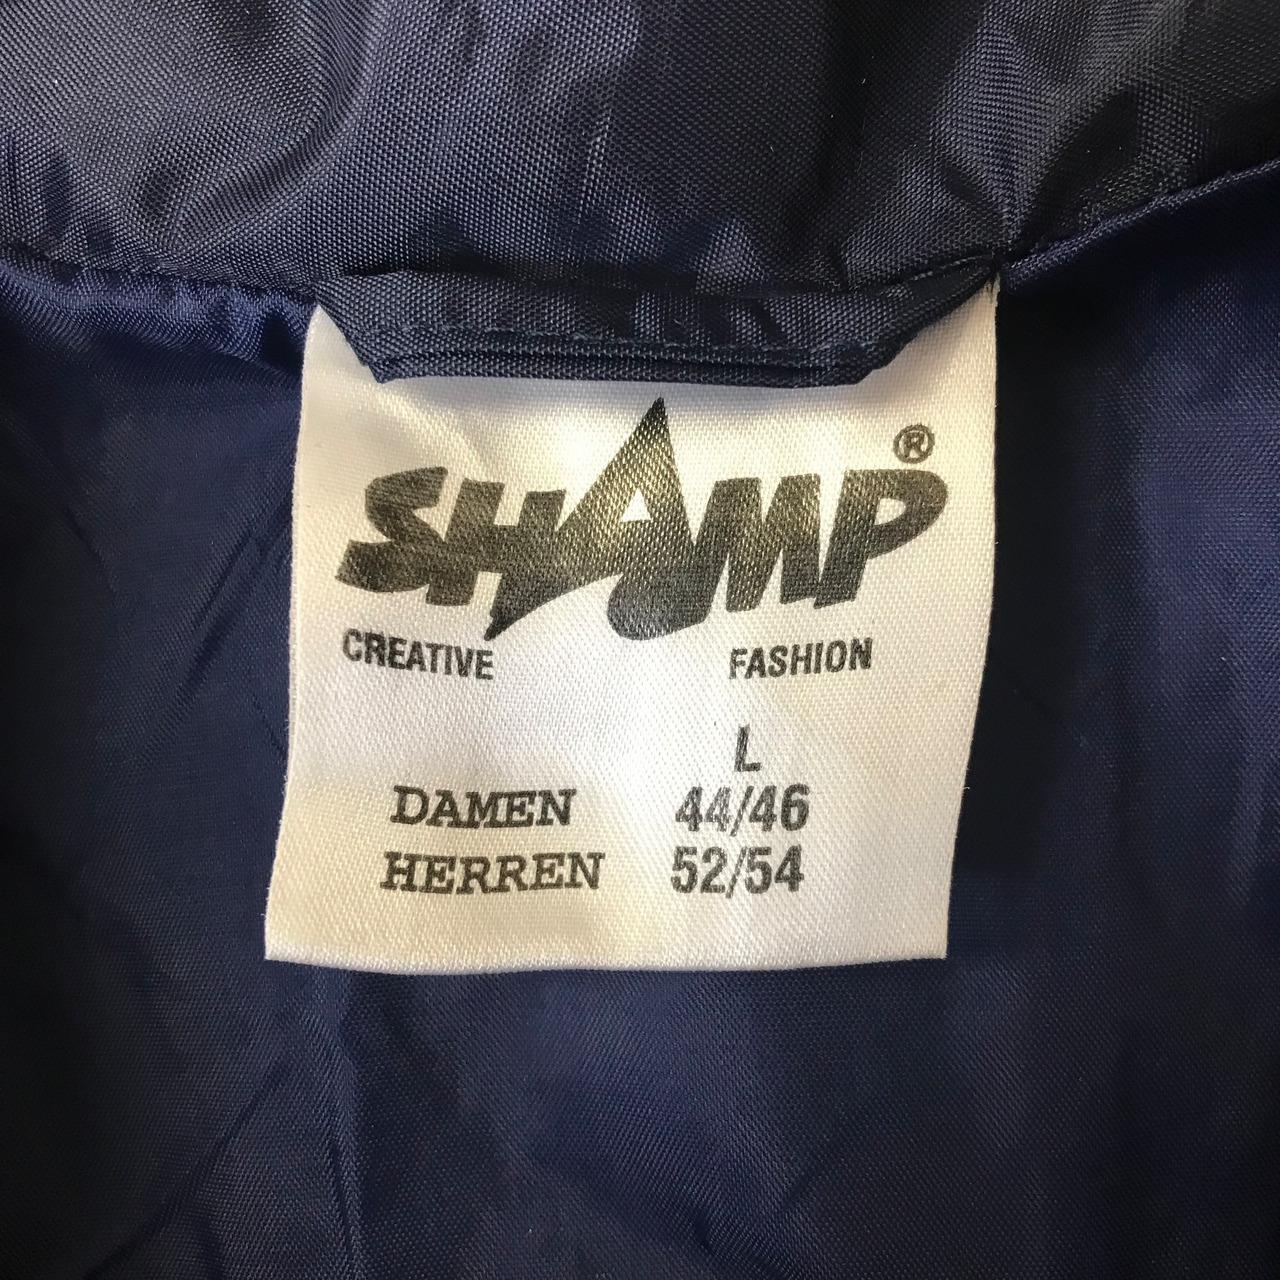 SHAMP®
CREATIVE FASHION
L
DAMEN 44/46
HERREN 52/54